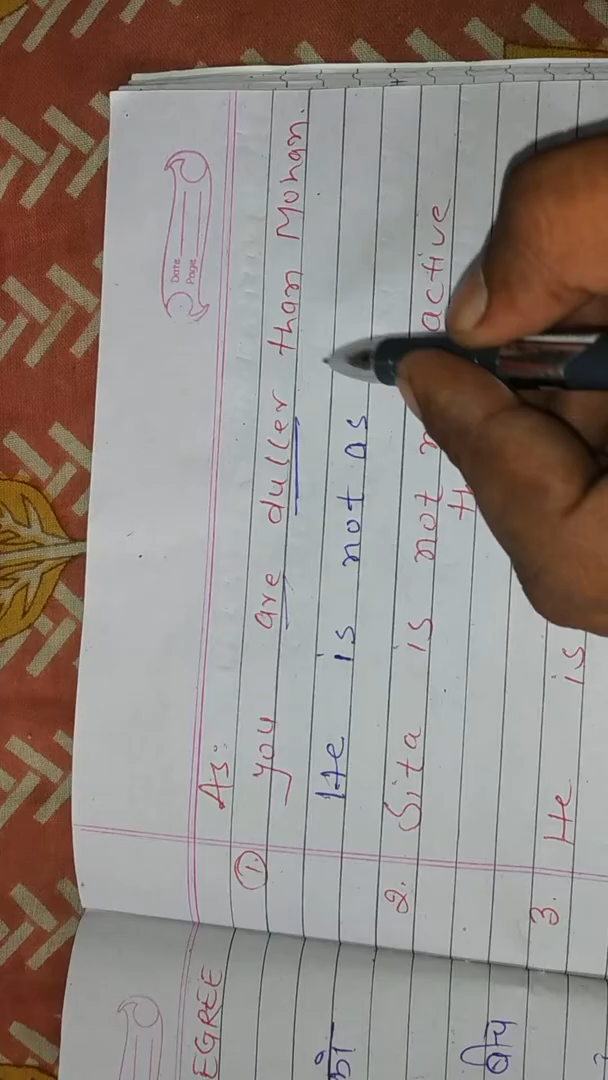 Date
Page
EGREE
As:
① you are duller than Mohan.
He is not as
2. Sita is not active
3. He is